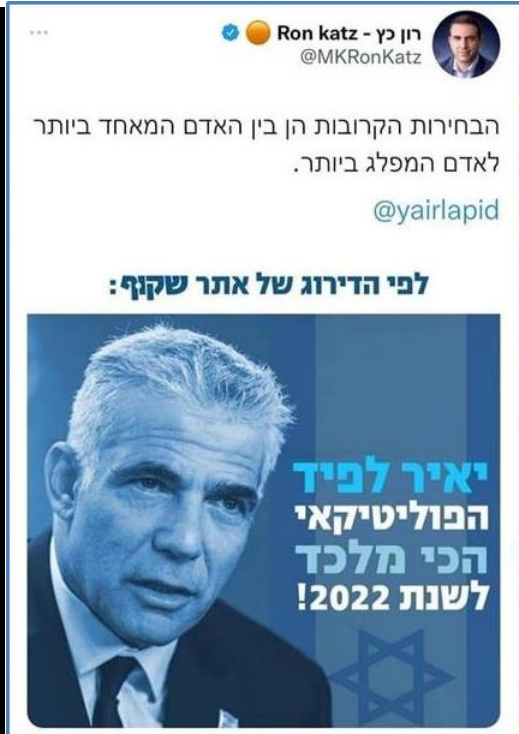 רון כץ - Ron katz
@MKRonKatz
הבחירות הקרובות הן בין האדם המאחד ביותר
לאדם המפלג ביותר.
@yairlapid
לפי הדירוג של אתר שקוף:
יאיר לפיד
הפוליטיקאי
הכי מלכד
לשנת 2022!